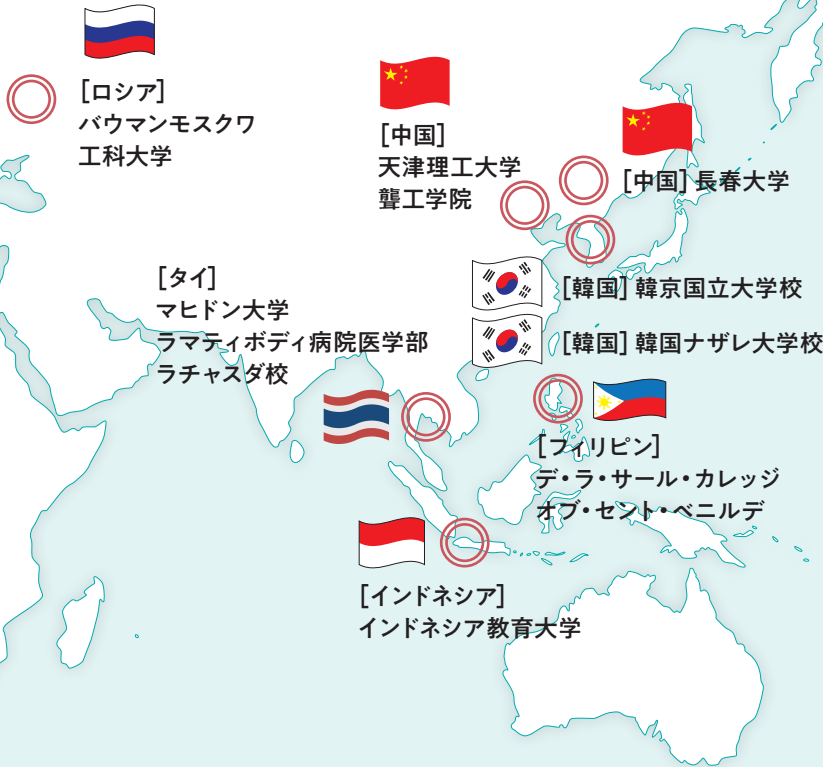 [ロシア]
バウマンモスクワ
工科大学
[中国]
天津理工大学
聾工学院
[中国] 長春大学
[タイ]
マヒドン大学
ラマティボディ病院医学部
ラチャスダ校
[韓国] 韓京国立大学校
[韓国] 韓国ナザレ大学校
[フィリピン]
デ・ラ・サール・カレッジ
オブ・セント・ベニルデ
[インドネシア]
インドネシア教育大学